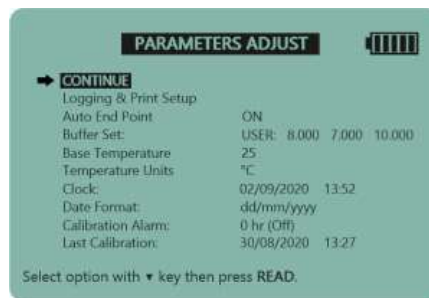 PARAMETERS ADJUST
CONTINUE
Logging & Print Setup
Auto End Point ON
Buffer Set: USER: 8.000 7.000 10.000
Base Temperature 25
Temperature Units °C
Clock: 02/09/2020 13:52
Date Format: dd/mm/yyyy
Calibration Alarm: 0 hr (Off)
Last Calibration: 30/08/2020 13:27
Select option with ▼ key then press READ.